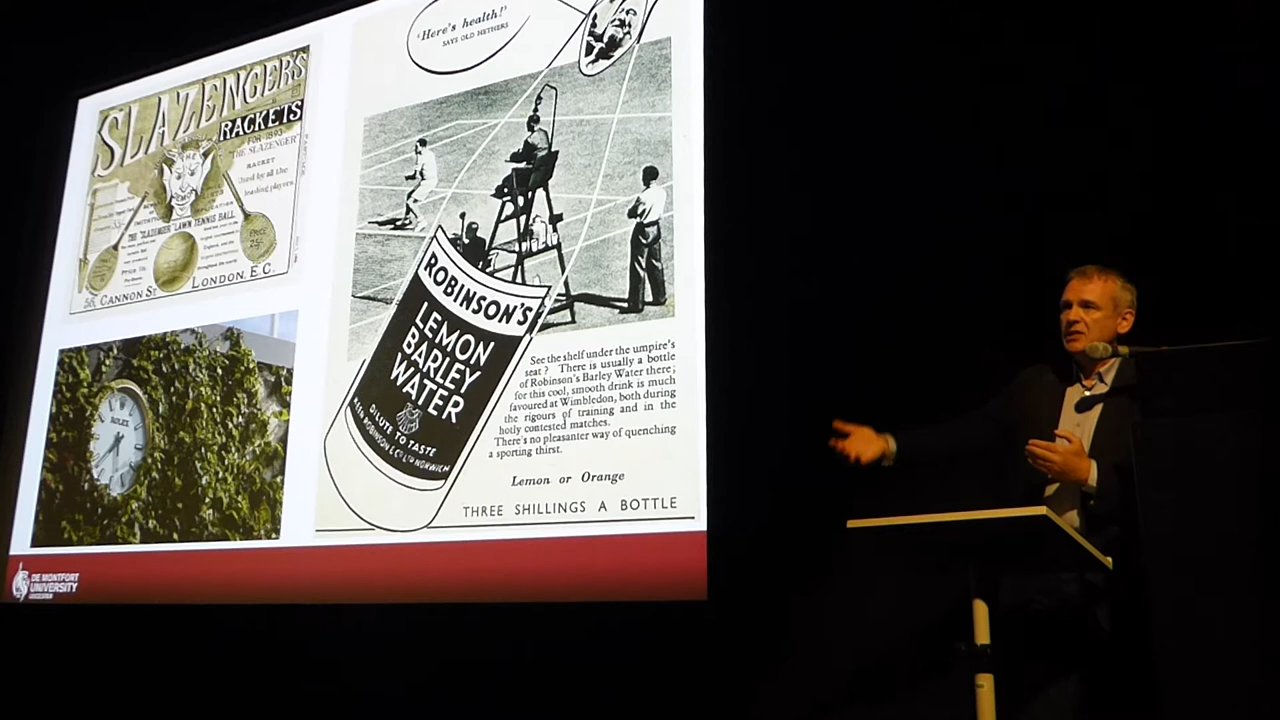 SLAZENGER'S
RACKETS
FOR 1893
"THE SLAZENGER"
RACKET
Used by all the
leading players.
THE
THE "SLAZENGER" LAWN TENNIS BALL
56, CANNON ST LONDON, E.C.
ROLEX
'Here's health!'
SAYS OLD HETHERS
ROBINSON'S
LEMON
BARLEY
WATER
DILUTE TO TASTE
See the shelf under the umpire's
seat? There is usually a bottle
of Robinson's Barley Water there;
for this cool, smooth drink is much
favoured at Wimbledon, both during
the rigours of training and in the
hotly contested matches.
There's no pleasanter way of quenching
a sporting thirst.
Lemon or Orange
THREE SHILLINGS A BOTTLE
DE MONTFORT
UNIVERSITY
LEICESTER